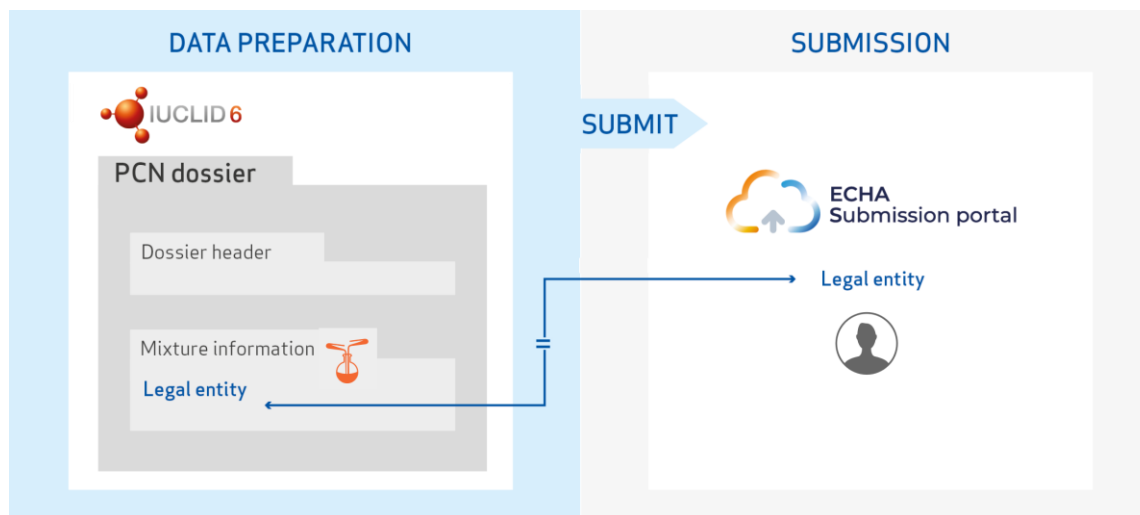 DATA PREPARATION
IUCLID 6
PCN dossier
Dossier header
Mixture information
Legal entity
=
SUBMIT
SUBMISSION
ECHA
Submission portal
Legal entity